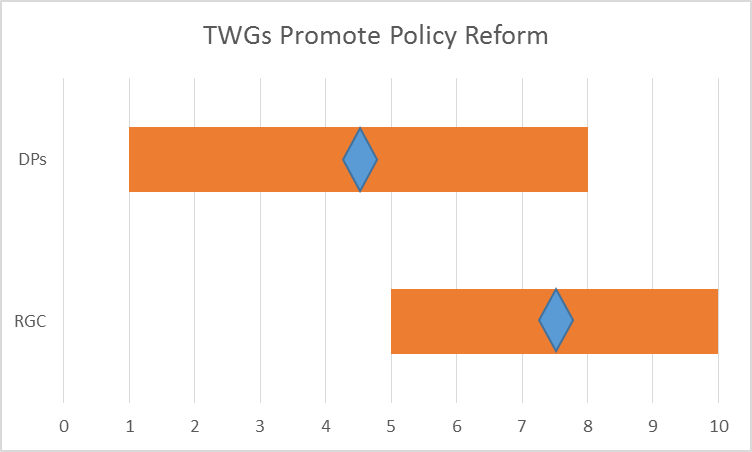 TWGs Promote Policy Reform
DPs
RGC
0 1 2 3 4 5 6 7 8 9 10